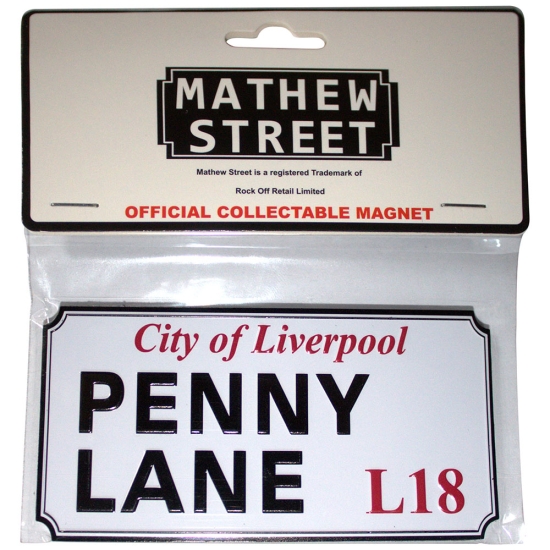 MATHEW
STREET
Mathew Street is a registered Trademark of
Rock Off Retail Limited
OFFICIAL COLLECTABLE MAGNET
City of Liverpool
PENNY
LANE L18